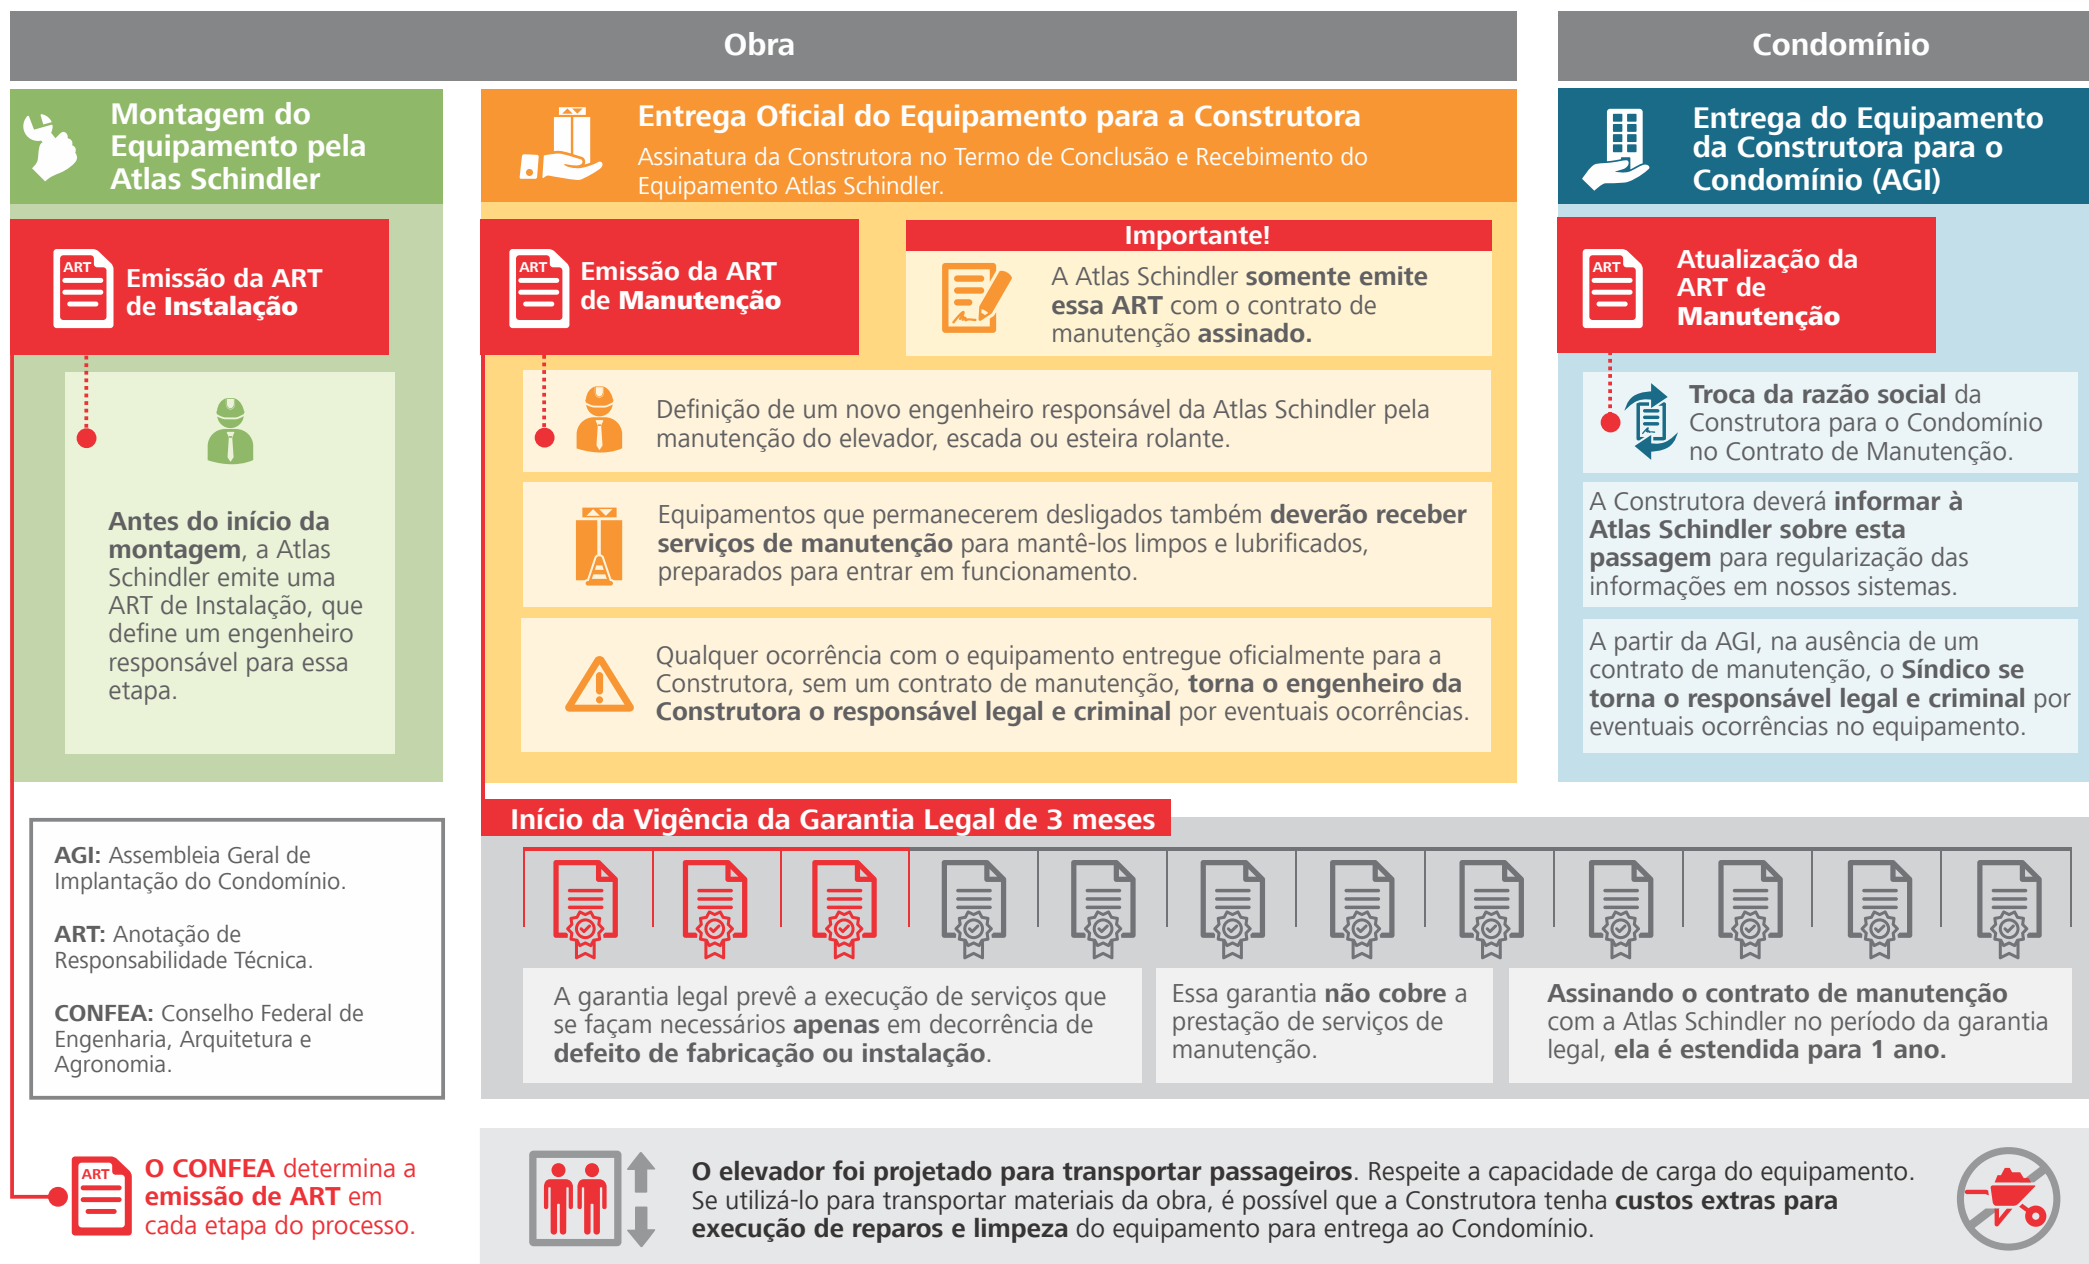 Obra
Montagem do
Equipamento pela
Atlas Schindler
ART
Emissão da ART
de Instalação
Antes do início da
montagem, a Atlas
Schindler emite uma
ART de Instalação, que
define um engenheiro
responsável para essa
etapa.
Entrega Oficial do Equipamento para a Construtora
Assinatura da Construtora no Termo de Conclusão e Recebimento do
Equipamento Atlas Schindler.
ART
Emissão da ART
de Manutenção
Importante!
A Atlas Schindler somente emite
essa ART com o contrato de
manutenção assinado.
Definição de um novo engenheiro responsável da Atlas Schindler pela
manutenção do elevador, escada ou esteira rolante.
Equipamentos que permanecerem desligados também deverão receber
serviços de manutenção para mantê-los limpos e lubrificados,
preparados para entrar em funcionamento.
Qualquer ocorrência com o equipamento entregue oficialmente para a
Construtora, sem um contrato de manutenção, torna o engenheiro da
Construtora o responsável legal e criminal por eventuais ocorrências.
Condomínio
Entrega do Equipamento
da Construtora para o
Condomínio (AGI)
ART
Atualização da
ART de
Manutenção
Troca da razão social da
Construtora para o Condomínio
no Contrato de Manutenção.
A Construtora deverá informar à
Atlas Schindler sobre esta
passagem para regularização das
informações em nossos sistemas.
A partir da AGI, na ausência de um
contrato de manutenção, o Síndico se
torna o responsável legal e criminal por
eventuais ocorrências no equipamento.
AGI: Assembleia Geral de
Implantação do Condomínio.
ART: Anotação de
Responsabilidade Técnica.
CONFEA: Conselho Federal de
Engenharia, Arquitetura e
Agronomia.
ART
O CONFEA determina a
emissão de ART em
cada etapa do processo.
Início da Vigência da Garantia Legal de 3 meses
A garantia legal prevê a execução de serviços que
se façam necessários apenas em decorrência de
defeito de fabricação ou instalação.
Essa garantia não cobre a
prestação de serviços de
manutenção.
Assinando o contrato de manutenção
com a Atlas Schindler no período da garantia
legal, ela é estendida para 1 ano.
O elevador foi projetado para transportar passageiros. Respeite a capacidade de carga do equipamento.
Se utilizá-lo para transportar materiais da obra, é possível que a Construtora tenha custos extras para
execução de reparos e limpeza do equipamento para entrega ao Condomínio.